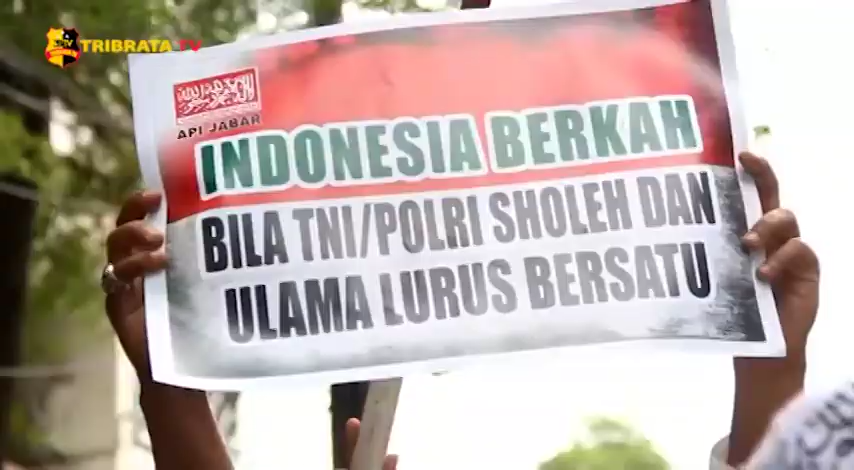 TRIBRATA TV
API JABAR
INDONESIA BERKAH
BILA TNI/POLRI SHOLEH DAN
ULAMA LURUS BERSATU